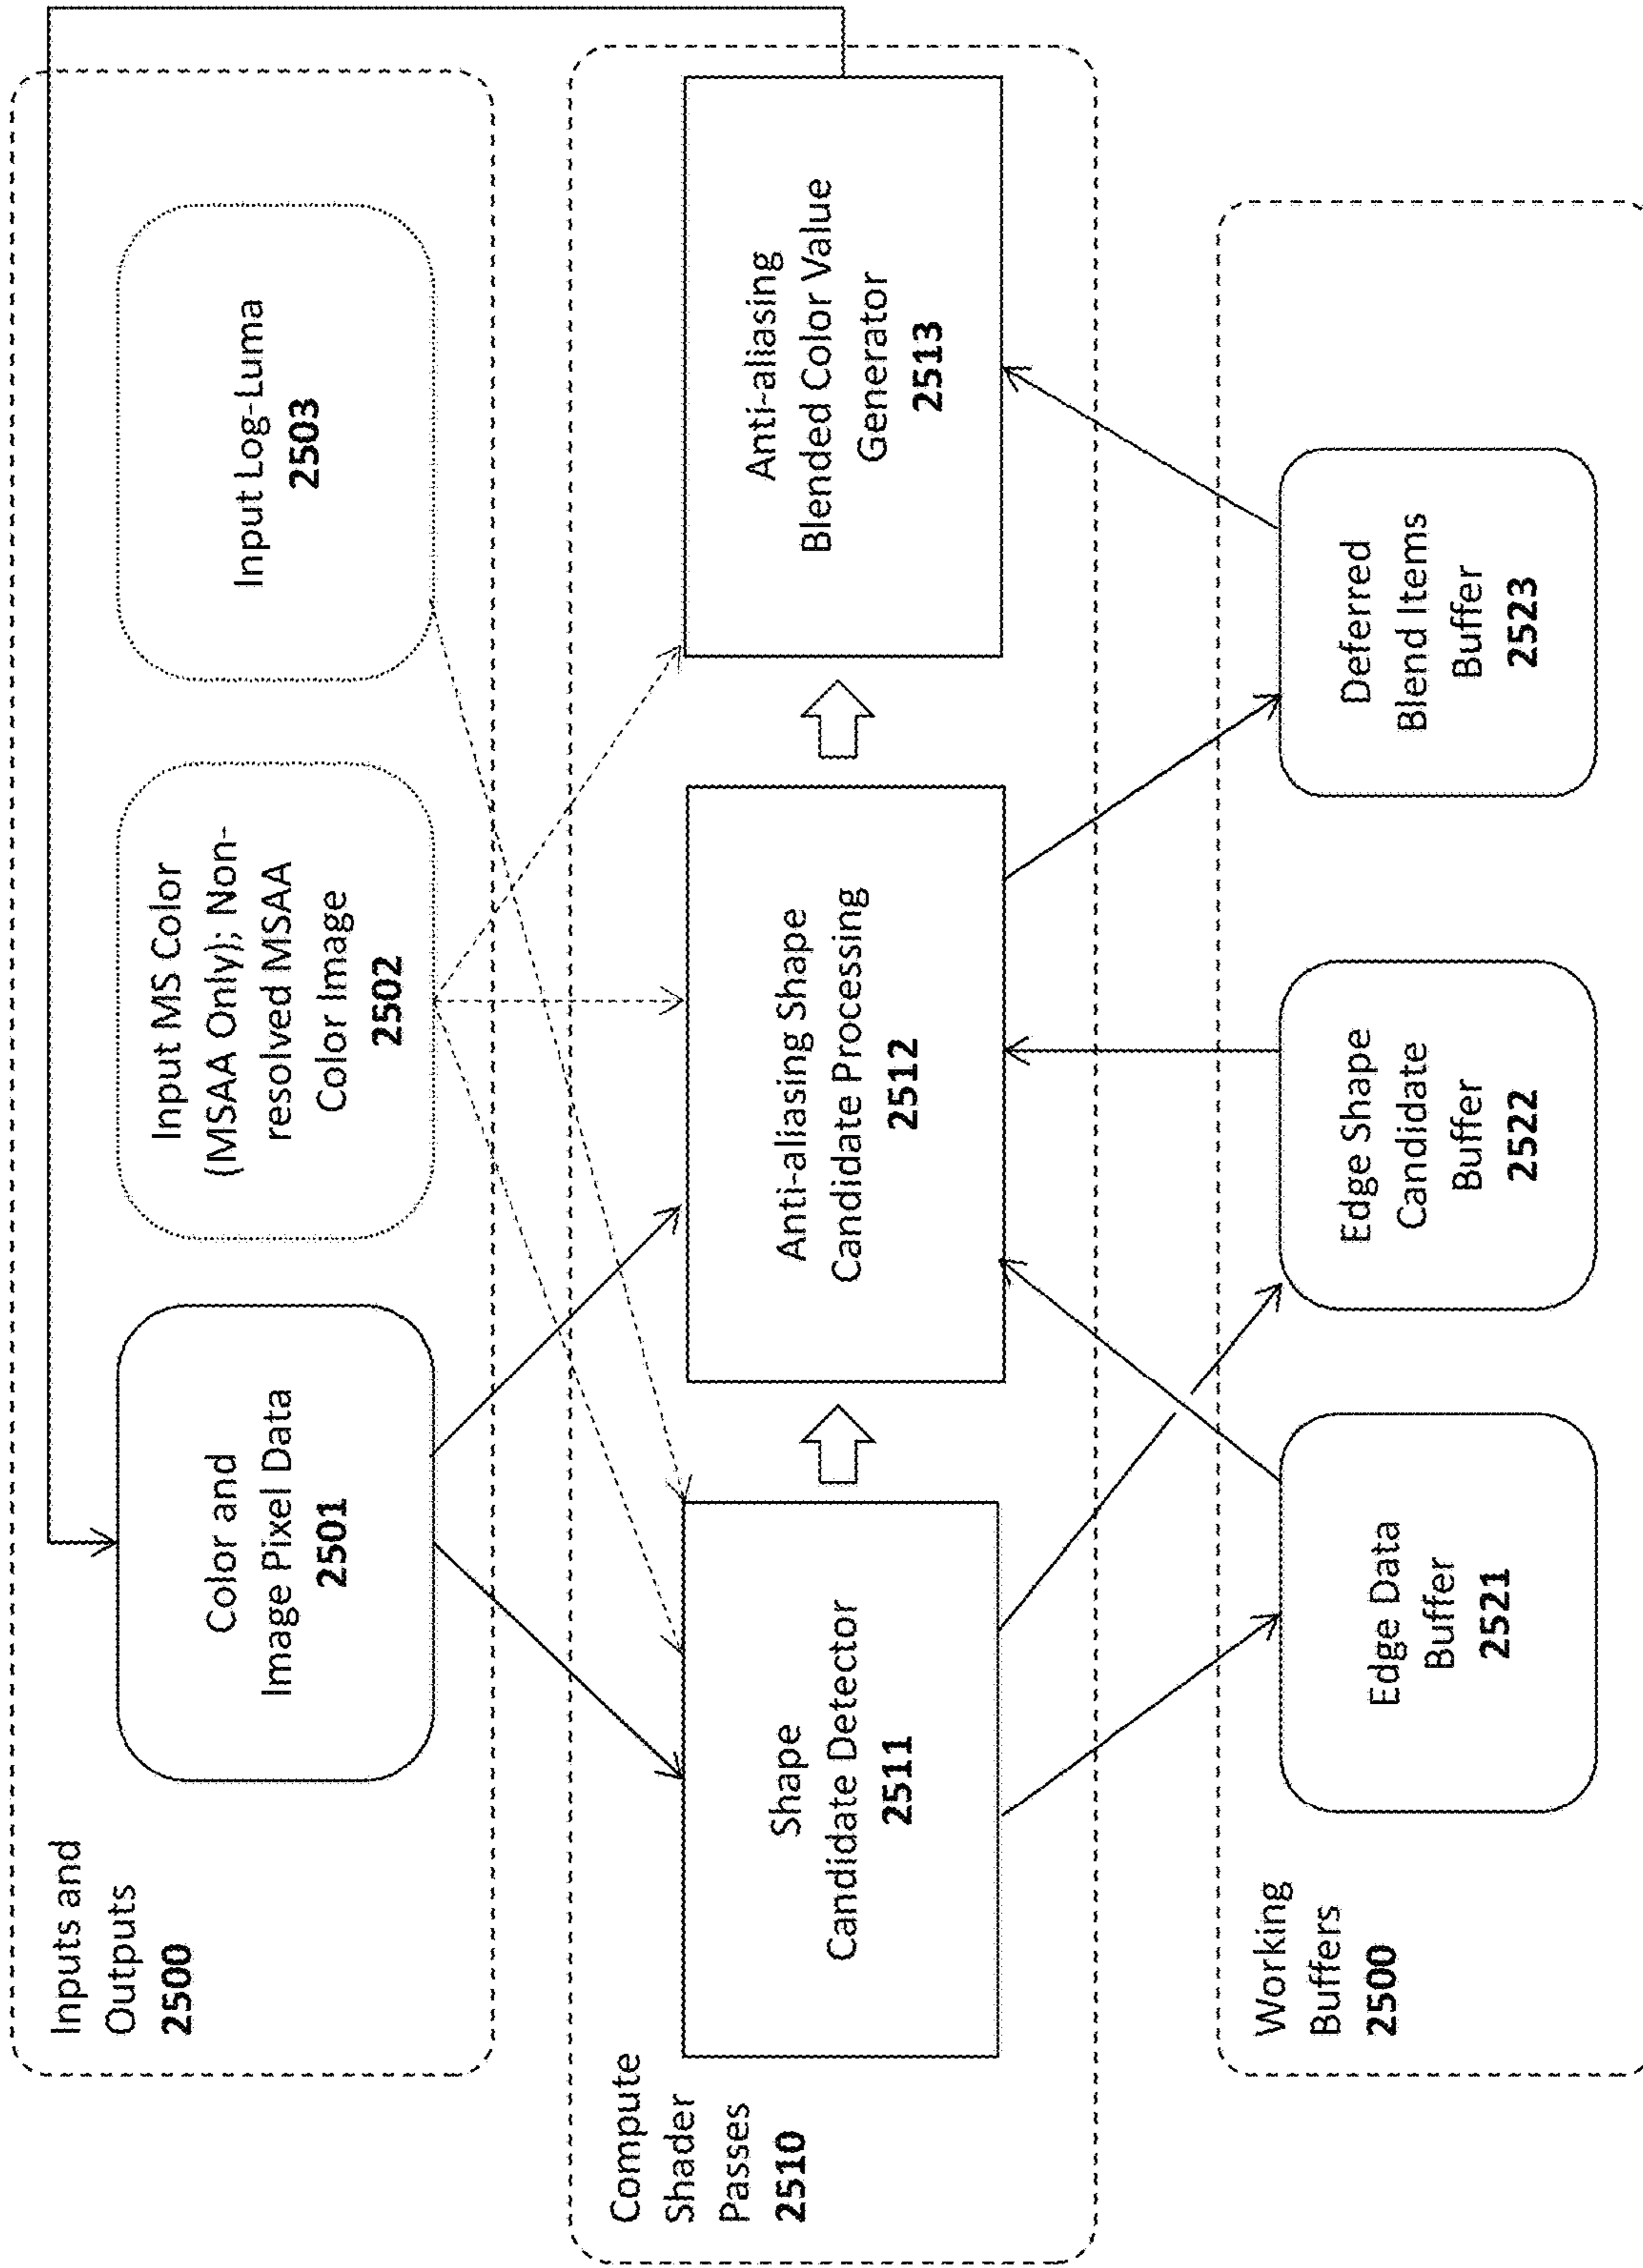 Inputs and
Outputs
2500
Color and
Image Pixel Data
2501
Input MS Color
(MSAA Only); Non-
resolved MSAA
Color Image
2502
Input Log-Luma
2503
Compute
Shader
Passes
2510
Shape
Candidate Detector
2511
Anti-aliasing Shape
Candidate Processing
2512
Anti-aliasing
Blended Color Value
Generator
2513
Working
Buffers
2500
Edge Data
Buffer
2521
Edge Shape
Candidate
Buffer
2522
Deferred
Blend Items
Buffer
2523